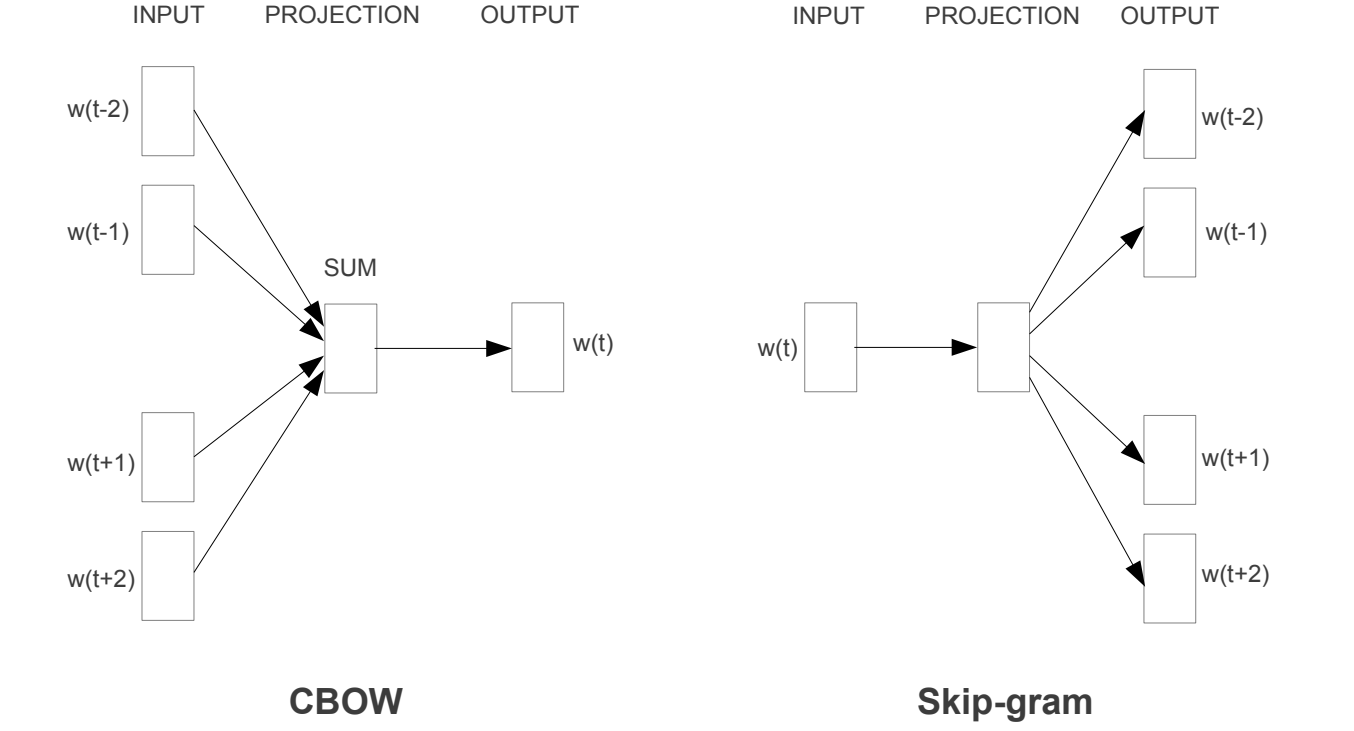 INPUT PROJECTION OUTPUT
w(t-2)
w(t-1)
SUM
w(t)
w(t+1)
w(t+2)
CBOW
INPUT PROJECTION OUTPUT
w(t-2)
w(t-1)
w(t)
w(t+1)
w(t+2)
Skip-gram